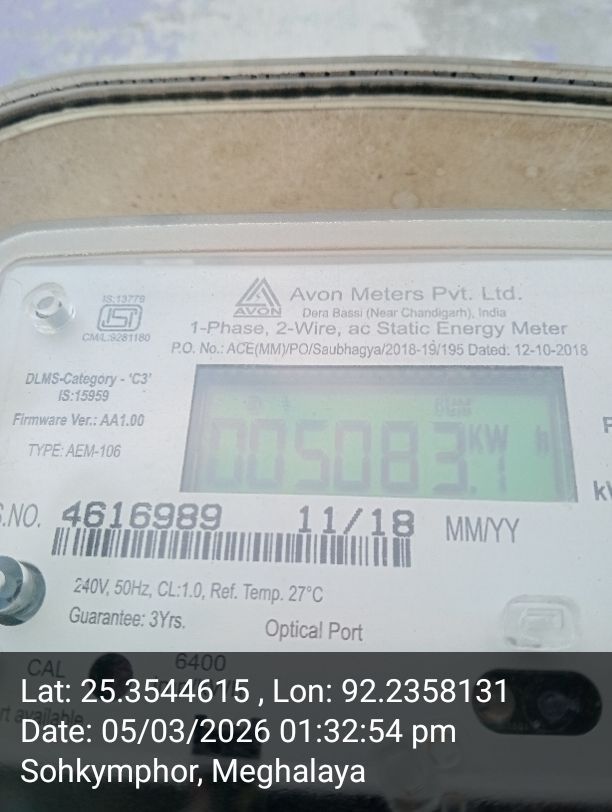 IS:13779
ISI
CM/L:9281180
AVON
Avon Meters Pvt. Ltd.
Dera Bassi (Near Chandigarh), India
1-Phase, 2-Wire, ac Static Energy Meter
P.O. No.: ACE(MM)/PO/Saubhagya/2018-19/195 Dated: 12-10-2018
DLMS-Category - 'C3'
IS:15959
Firmware Ver.: AA1.00
TYPE: AEM-106
005083.1 KW h
S.NO. 4616989 11/18 MM/YY
240V, 50Hz, CL:1.0, Ref. Temp. 27°C
Guarantee: 3Yrs.
Optical Port
CAL
6400
Lat: 25.3544615 , Lon: 92.2358131
Date: 05/03/2026 01:32:54 pm
Sohkymphor, Meghalaya